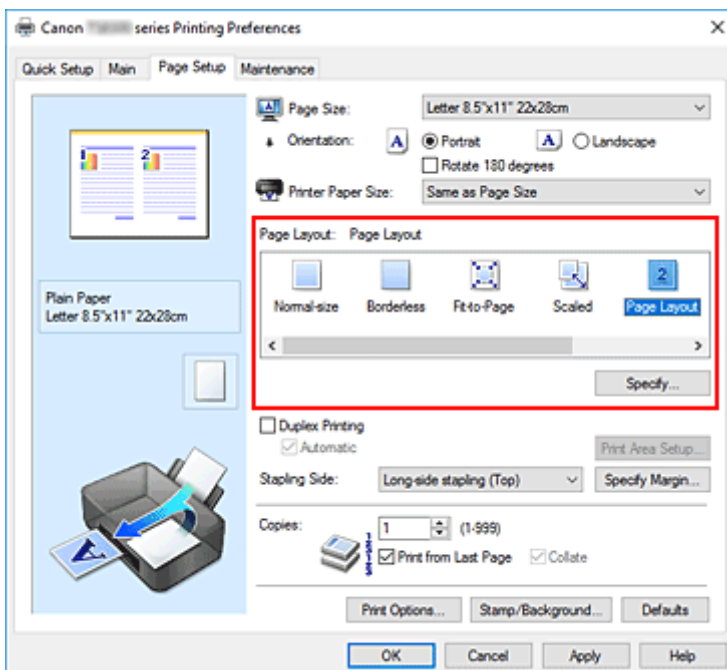 Canon series Printing Preferences
Quick Setup Main Page Setup Maintenance
1 2
Page Size: Letter 8.5"x11" 22x28cm
Orientation: A Portrait A Landscape
Rotate 180 degrees
Printer Paper Size: Same as Page Size
Page Layout: Page Layout
2
Normal-size Borderless Fit-to-Page Scaled Page Layout
Specify...
Plain Paper
Letter 8.5"x11" 22x28cm
Duplex Printing
Automatic Print Area Setup...
Stapling Side: Long-side stapling (Top) Specify Margin...
Copies: 1 (1-999)
Print from Last Page Collate
A
Print Options... Stamp/Background... Defaults
OK Cancel Apply Help